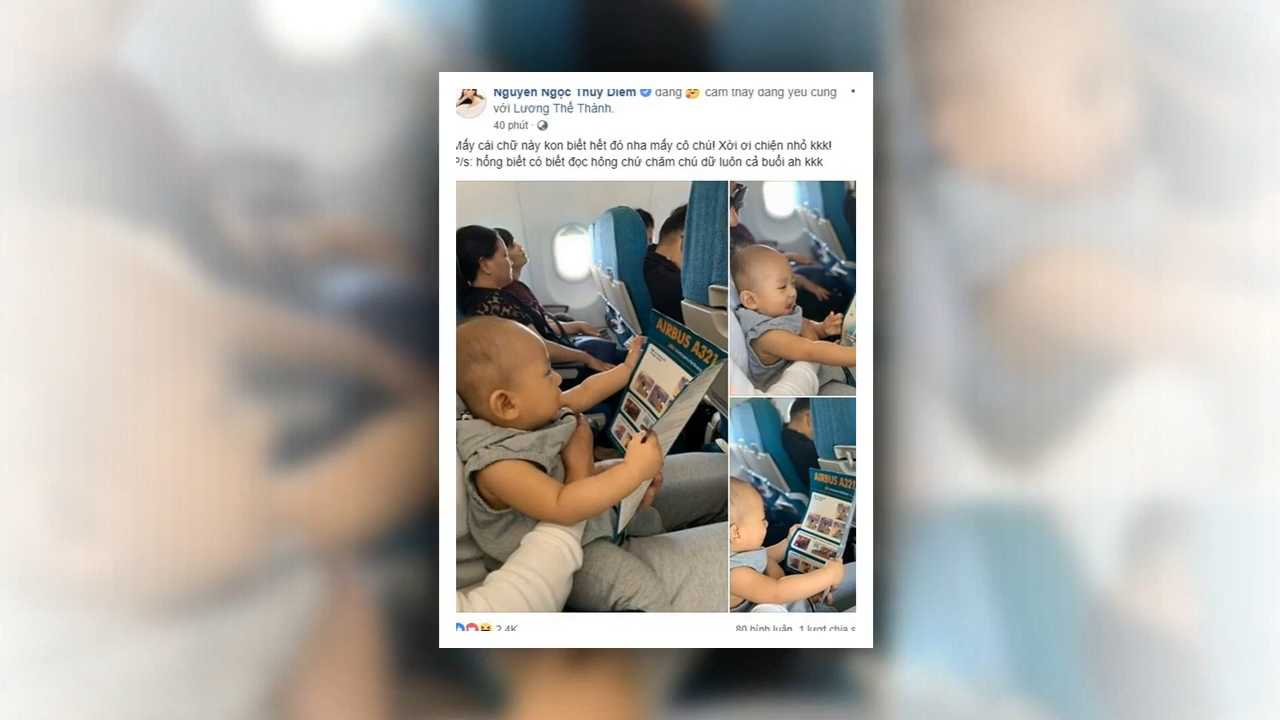 Nguyễn Ngọc Thúy Diễm đang cảm thấy đáng yêu cùng
với Lương Thế Thành.
40 phút
Mấy cái chữ này kon biết hết đó nha mấy cô chú! Xời ơi chiện nhỏ kkk!
P/s: hổng biết có biết đọc hông chứ chăm chú dữ luôn cả buổi ah kkk
AIRBUS A321
AIRBUS A321
2,4K
80 bình luận 1 lượt chia s